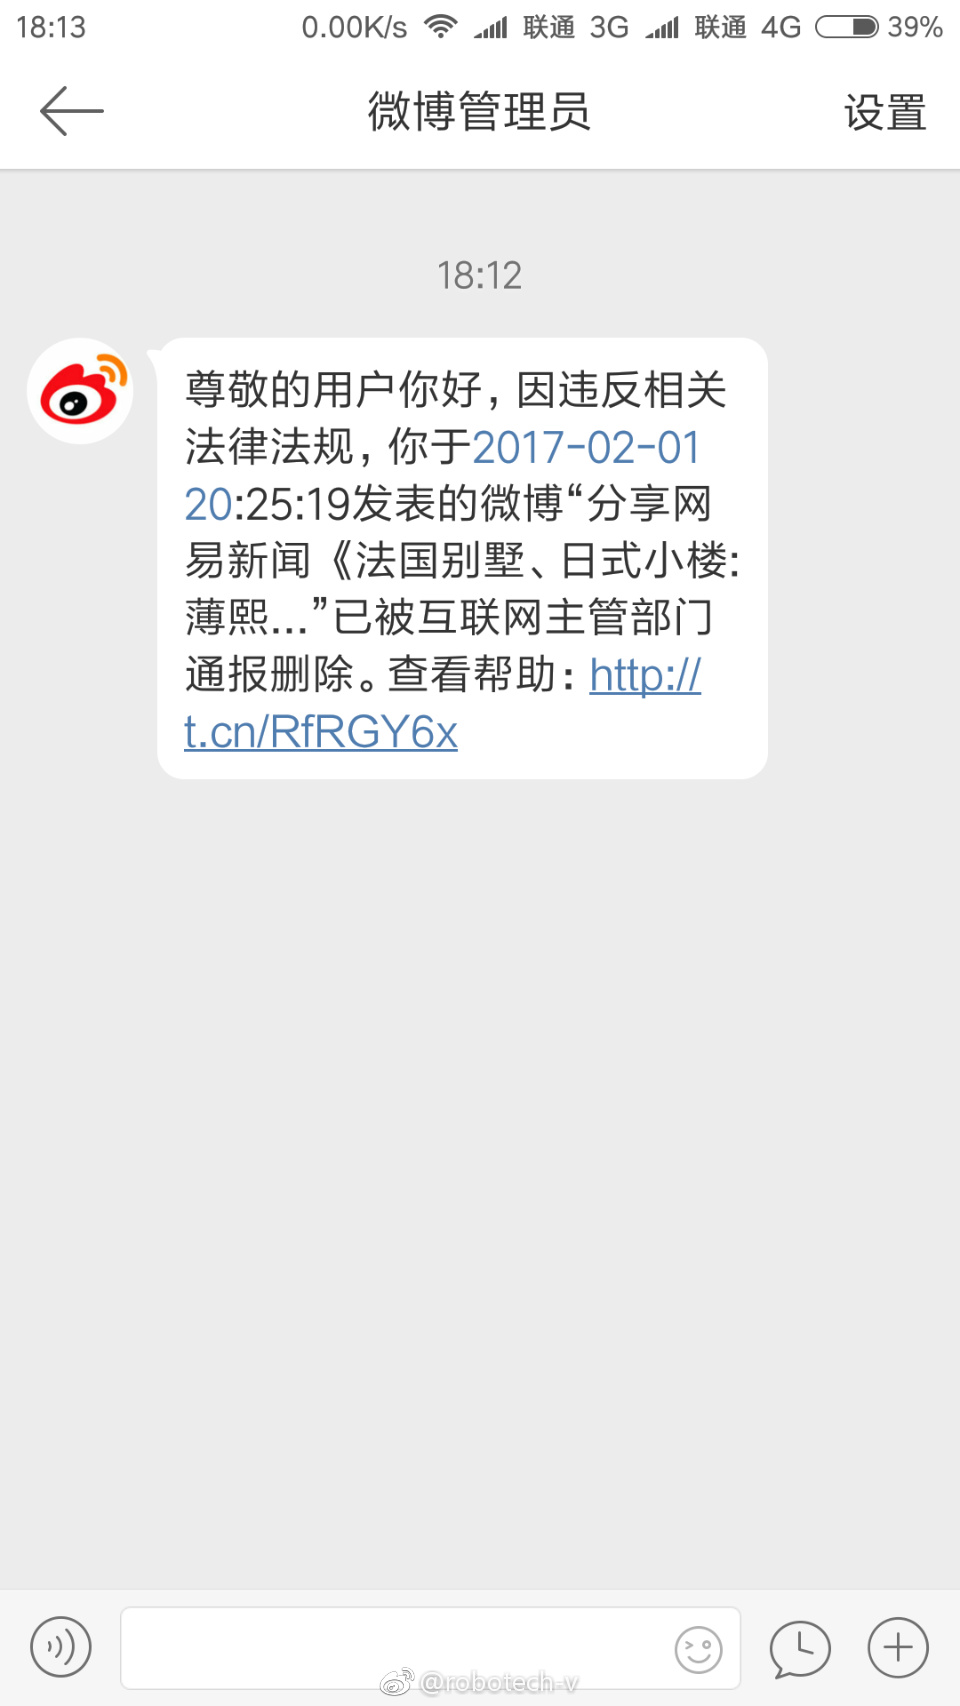 18:13 0.00K/s 联通 3G 联通 4G 39%
微博管理员 设置
18:12
尊敬的用户你好，因违反相关
法律法规，你于2017-02-01
20:25:19发表的微博“分享网
易新闻《法国别墅、日式小楼:
薄熙...”已被互联网主管部门
通报删除。查看帮助：http://
t.cn/RfRGY6x
@robotech-v